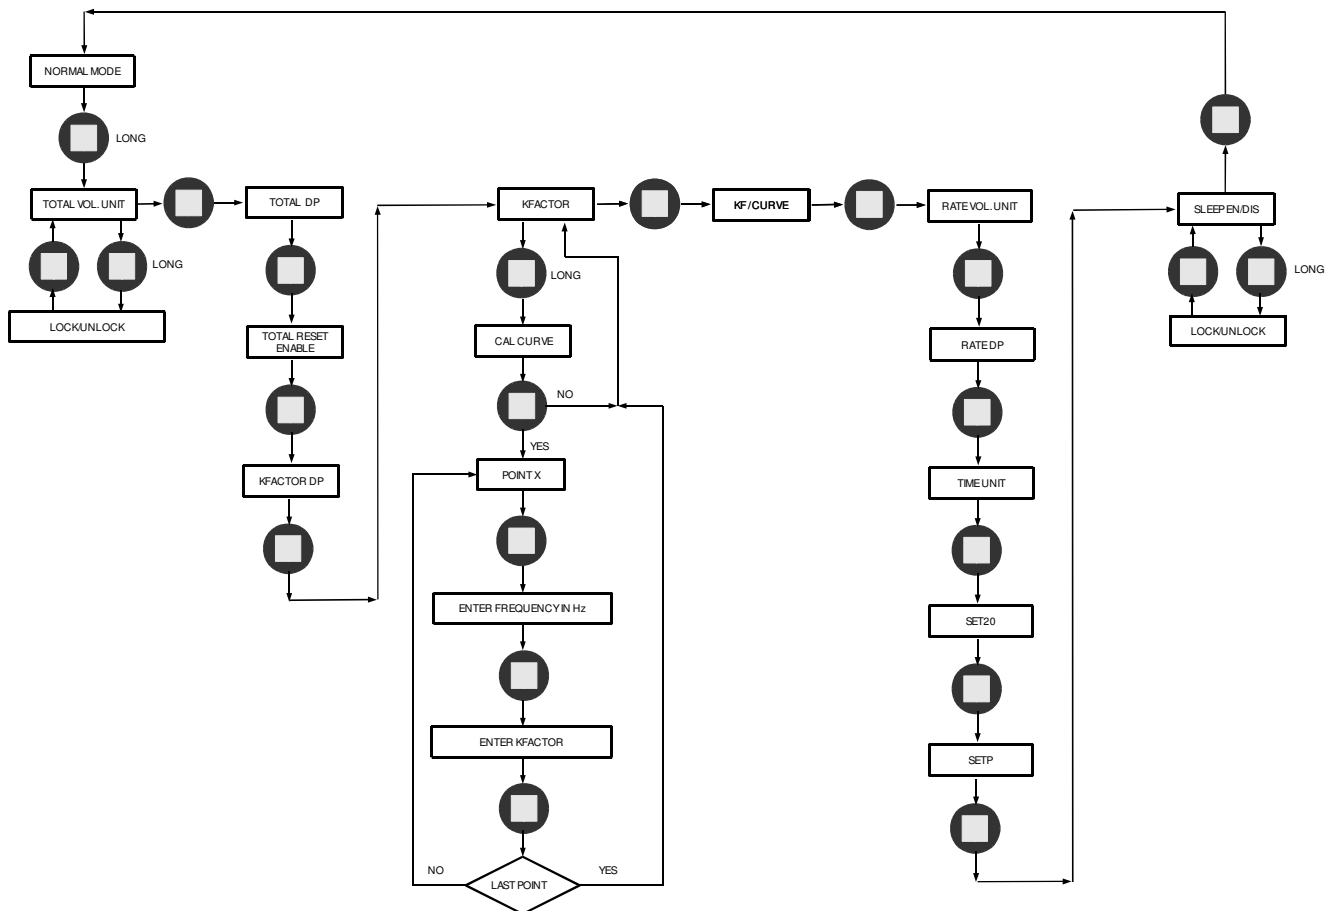 NORMAL MODE
LONG
TOTAL VOL. UNIT
LONG
LOCK/UNLOCK
TOTAL DP
TOTAL RESET
ENABLE
KFACTOR DP
KFACTOR
LONG
CAL CURVE
NO
YES
POINT X
ENTER FREQUENCY IN Hz
ENTER KFACTOR
NO
LAST POINT
YES
KF/CURVE
RATE VOL. UNIT
RATE DP
TIME UNIT
SET20
SETP
SLEEP EN/DIS
LONG
LOCK/UNLOCK